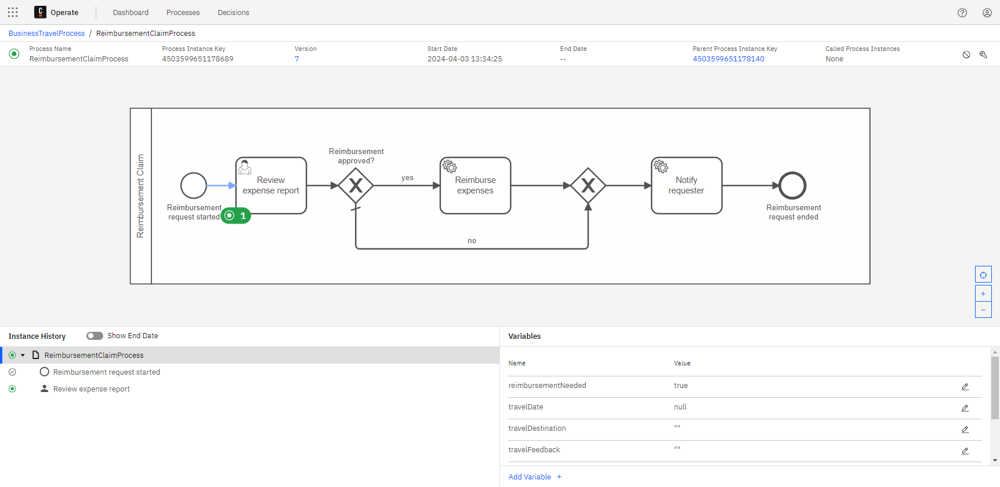 Operate
Dashboard
Processes
Decisions
BusinessTravelProcess / ReimbursementClaimProcess
Process Name
ReimbursementClaimProcess
Process Instance Key
4503599651178689
Version
7
Start Date
2024-04-03 13:34:25
End Date
--
Parent Process Instance Key
4503599651178140
Called Process Instances
None
Reimbursement Claim
Reimbursement
request started
Review
expense report
1
Reimbursement
approved?
yes
no
Reimburse
expenses
Notify
requester
Reimbursement
request ended
Instance History
Show End Date
ReimbursementClaimProcess
Reimbursement request started
Review expense report
Variables
Name Value
reimbursementNeeded true
travelDate null
travelDestination ""
travelFeedback ""
Add Variable +